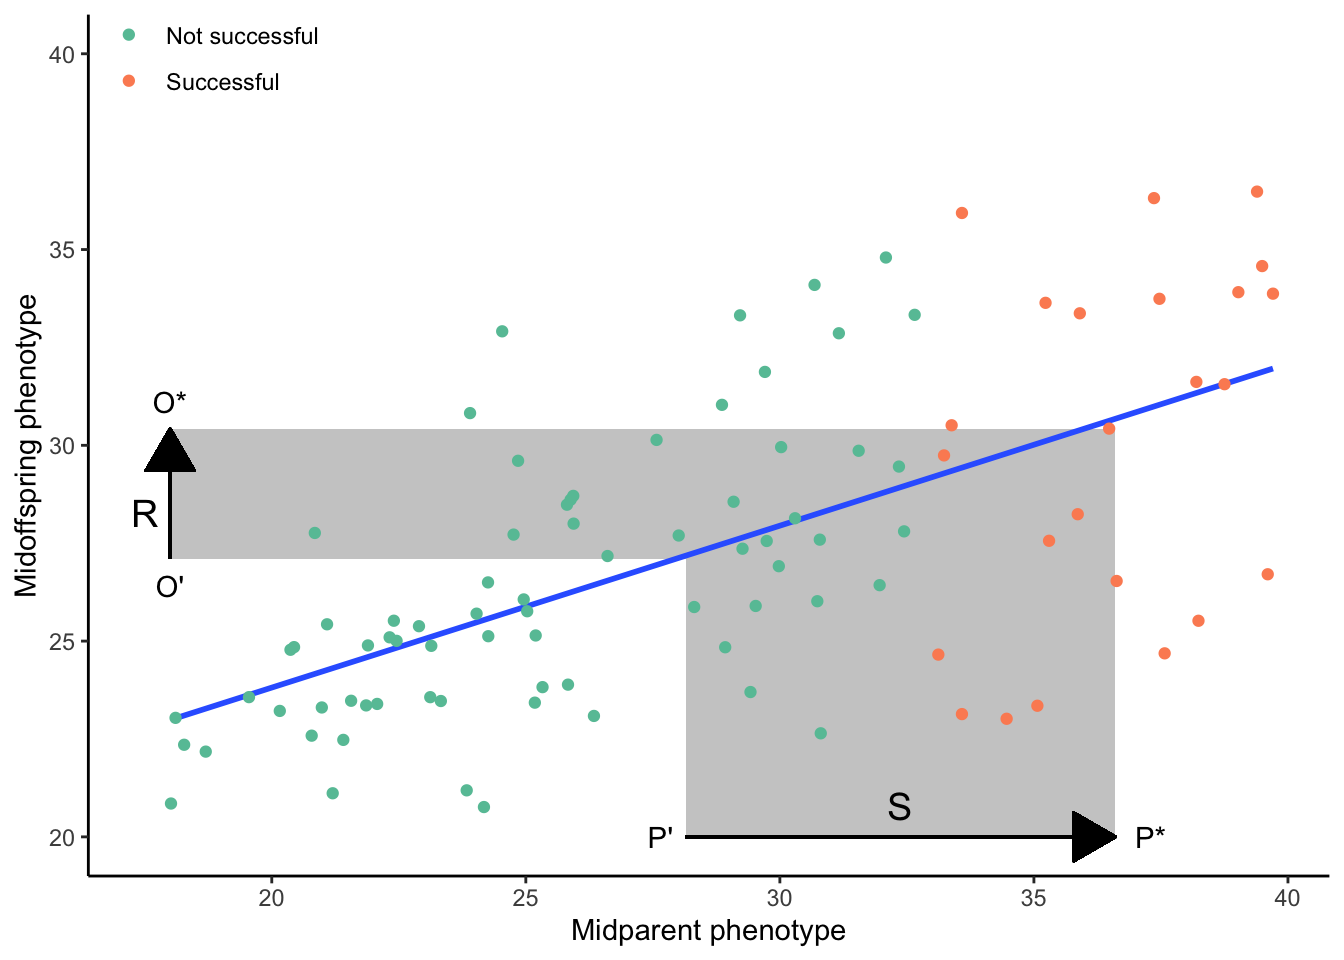 Not successful
Successful
40
35
30
25
20
Midoffspring phenotype
O*
R
O'
S
P'
P*
20
25
30
35
40
Midparent phenotype